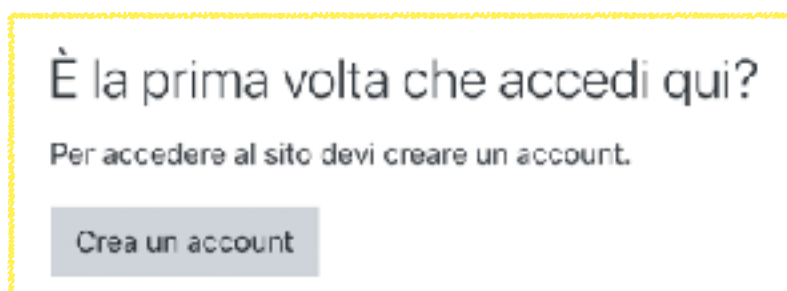 È la prima volta che accedi qui?
Per accedere al sito devi creare un account.
Crea un account